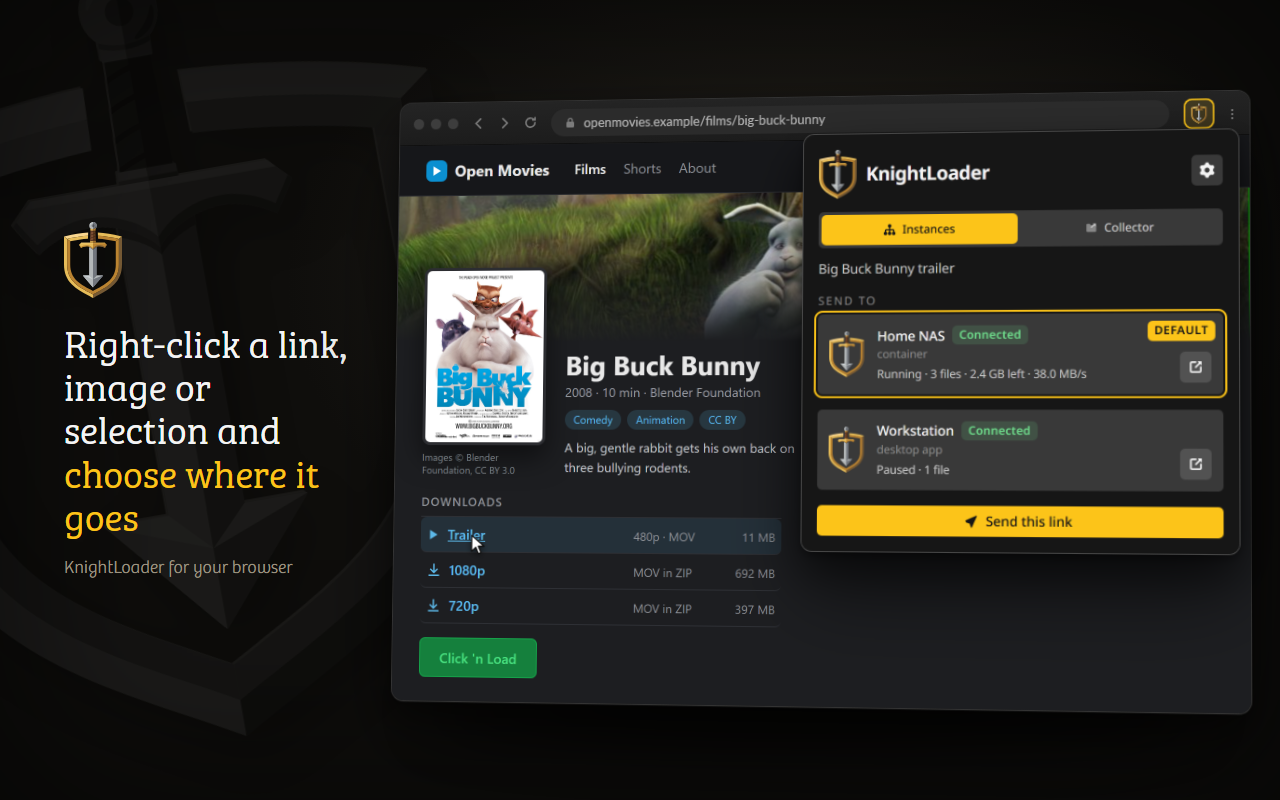 Right-click a link,
image or
selection and
choose where it
goes
KnightLoader for your browser
openmovies.example/films/big-buck-bunny
Open Movies
Films
Shorts
About
Big Buck
BUNNY
WWW.BIGBUCKBUNNY.ORG
Images © Blender
Foundation, CC BY 3.0
Big Buck Bunny
2008 · 10 min · Blender Foundation
Comedy
Animation
CC BY
A big, gentle rabbit gets his own back on
three bullying rodents.
DOWNLOADS
Trailer
480p · MOV
11 MB
1080p
MOV in ZIP
692 MB
720p
MOV in ZIP
397 MB
Click 'n Load
KnightLoader
Instances
Collector
Big Buck Bunny trailer
SEND TO
Home NAS
Connected
DEFAULT
container
Running · 3 files · 2.4 GB left · 38.0 MB/s
Workstation
Connected
desktop app
Paused · 1 file
Send this link